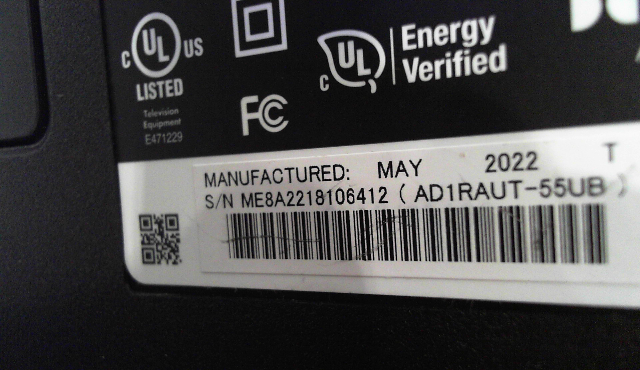 C UL US
LISTED
Television
Equipment
E471229
FC
C UL
Energy
Verified
MANUFACTURED: MAY 2022 T
S/N ME8A2218106412 ( AD1RAUT-55UB )